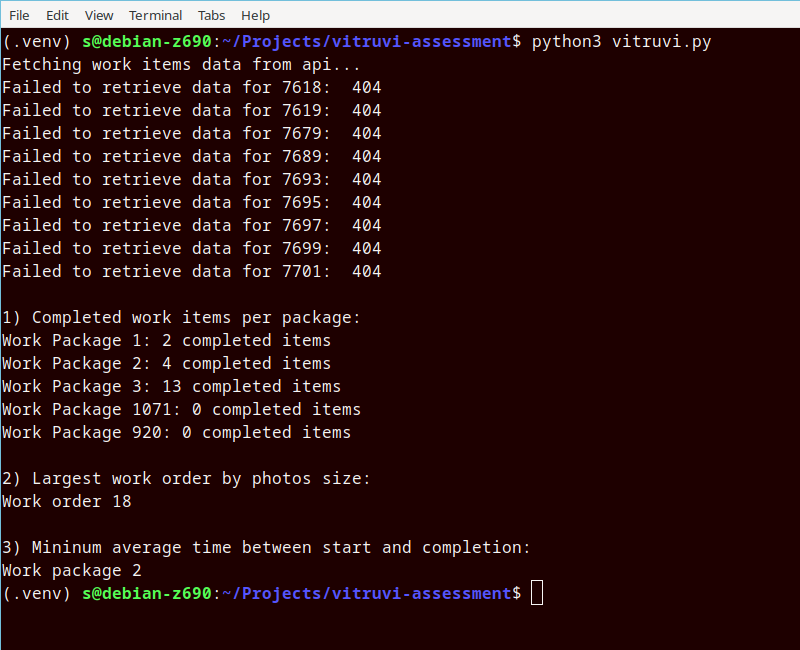 File Edit View Terminal Tabs Help
(.venv) s@debian-z690:~/Projects/vitruvi-assessment$ python3 vitruvi.py
Fetching work items data from api...
Failed to retrieve data for 7618:  404
Failed to retrieve data for 7619:  404
Failed to retrieve data for 7679:  404
Failed to retrieve data for 7689:  404
Failed to retrieve data for 7693:  404
Failed to retrieve data for 7695:  404
Failed to retrieve data for 7697:  404
Failed to retrieve data for 7699:  404
Failed to retrieve data for 7701:  404
1) Completed work items per package:
Work Package 1: 2 completed items
Work Package 2: 4 completed items
Work Package 3: 13 completed items
Work Package 1071: 0 completed items
Work Package 920: 0 completed items
2) Largest work order by photos size:
Work order 18
3) Mininum average time between start and completion:
Work package 2
(.venv) s@debian-z690:~/Projects/vitruvi-assessment$